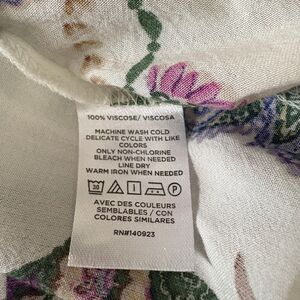 100% VISCOSE/ VISCOSA
MACHINE WASH COLD
DELICATE CYCLE WITH LIKE
COLORS
ONLY NON-CHLORINE
BLEACH WHEN NEEDED
LINE DRY
WARM IRON WHEN NEEDED
30 P
AVEC DES COULEURS
SEMBLABLES / CON
COLORES SIMILARES
RN#140923